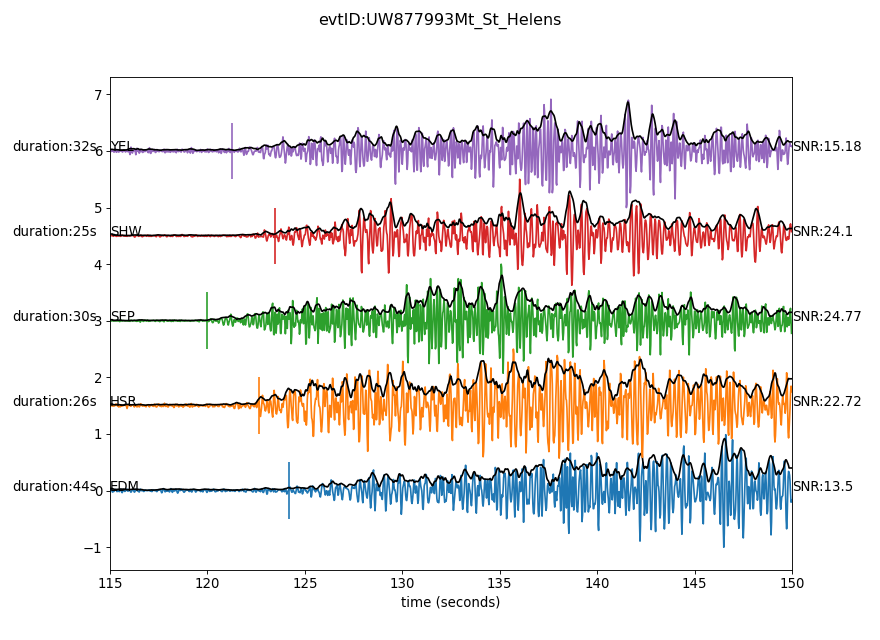 evtID:UW877993Mt_St_Helens
7
duration:32s YEL SNR:15.18
6
5
duration:25s SHW SNR:24.1
4
duration:30s SEP SNR:24.77
3
2
duration:26s HSR SNR:22.72
1
duration:44s EDM SNR:13.5
0
−1
115 120 125 130 135 140 145 150
time (seconds)